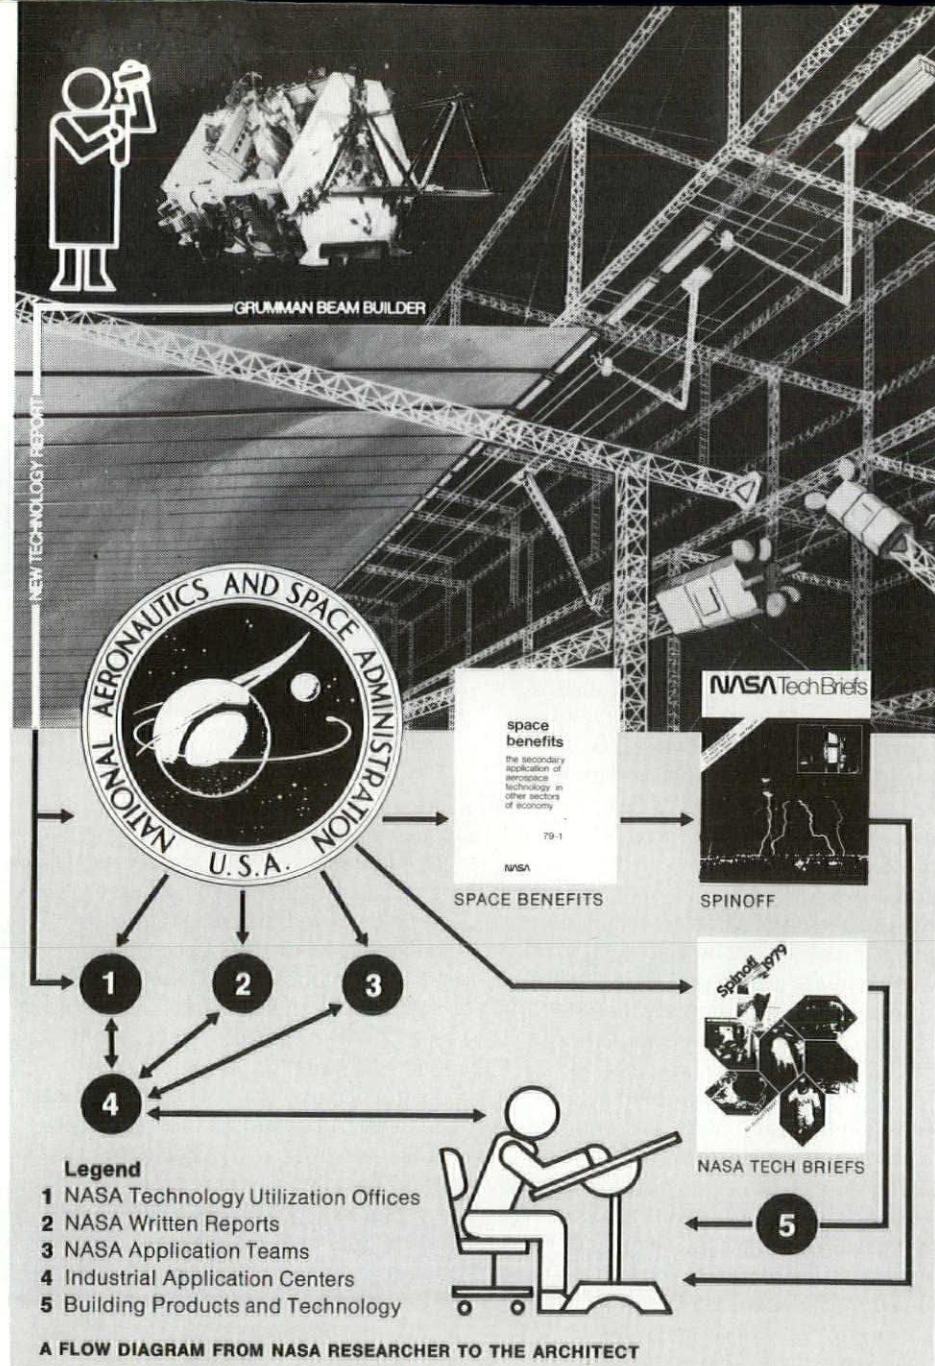 GRUMMAN BEAM BUILDER
NEW TECHNOLOGY REPORT
NATIONAL AERONAUTICS AND SPACE ADMINISTRATION
U.S.A.
space
benefits
the secondary
application of
aerospace
technology in
other sectors
of economy
79-1
NASA
SPACE BENEFITS
NASA Tech Briefs
SPINOFF
1
2
3
4
Spinoff
1979
NASA TECH BRIEFS
5
Legend
1 NASA Technology Utilization Offices
2 NASA Written Reports
3 NASA Application Teams
4 Industrial Application Centers
5 Building Products and Technology
A FLOW DIAGRAM FROM NASA RESEARCHER TO THE ARCHITECT